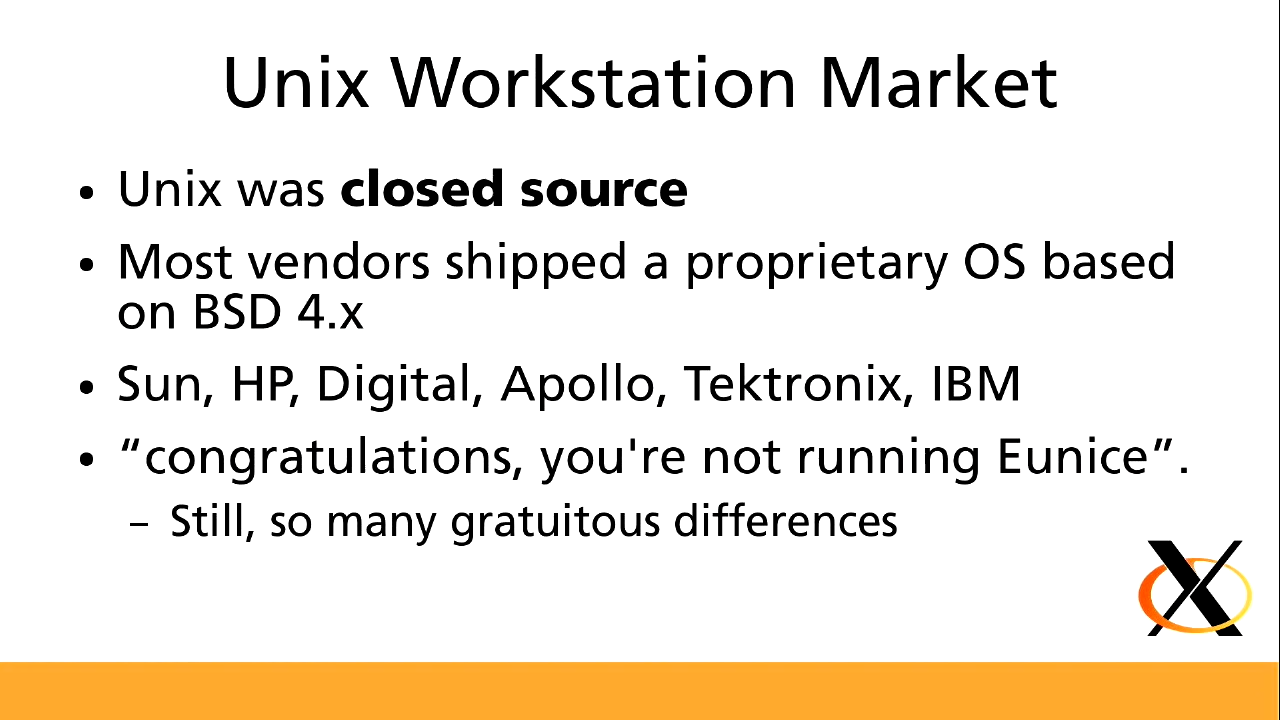 Unix Workstation Market
• Unix was closed source
• Most vendors shipped a proprietary OS based
on BSD 4.x
• Sun, HP, Digital, Apollo, Tektronix, IBM
• “congratulations, you're not running Eunice”.
– Still, so many gratuitous differences
X